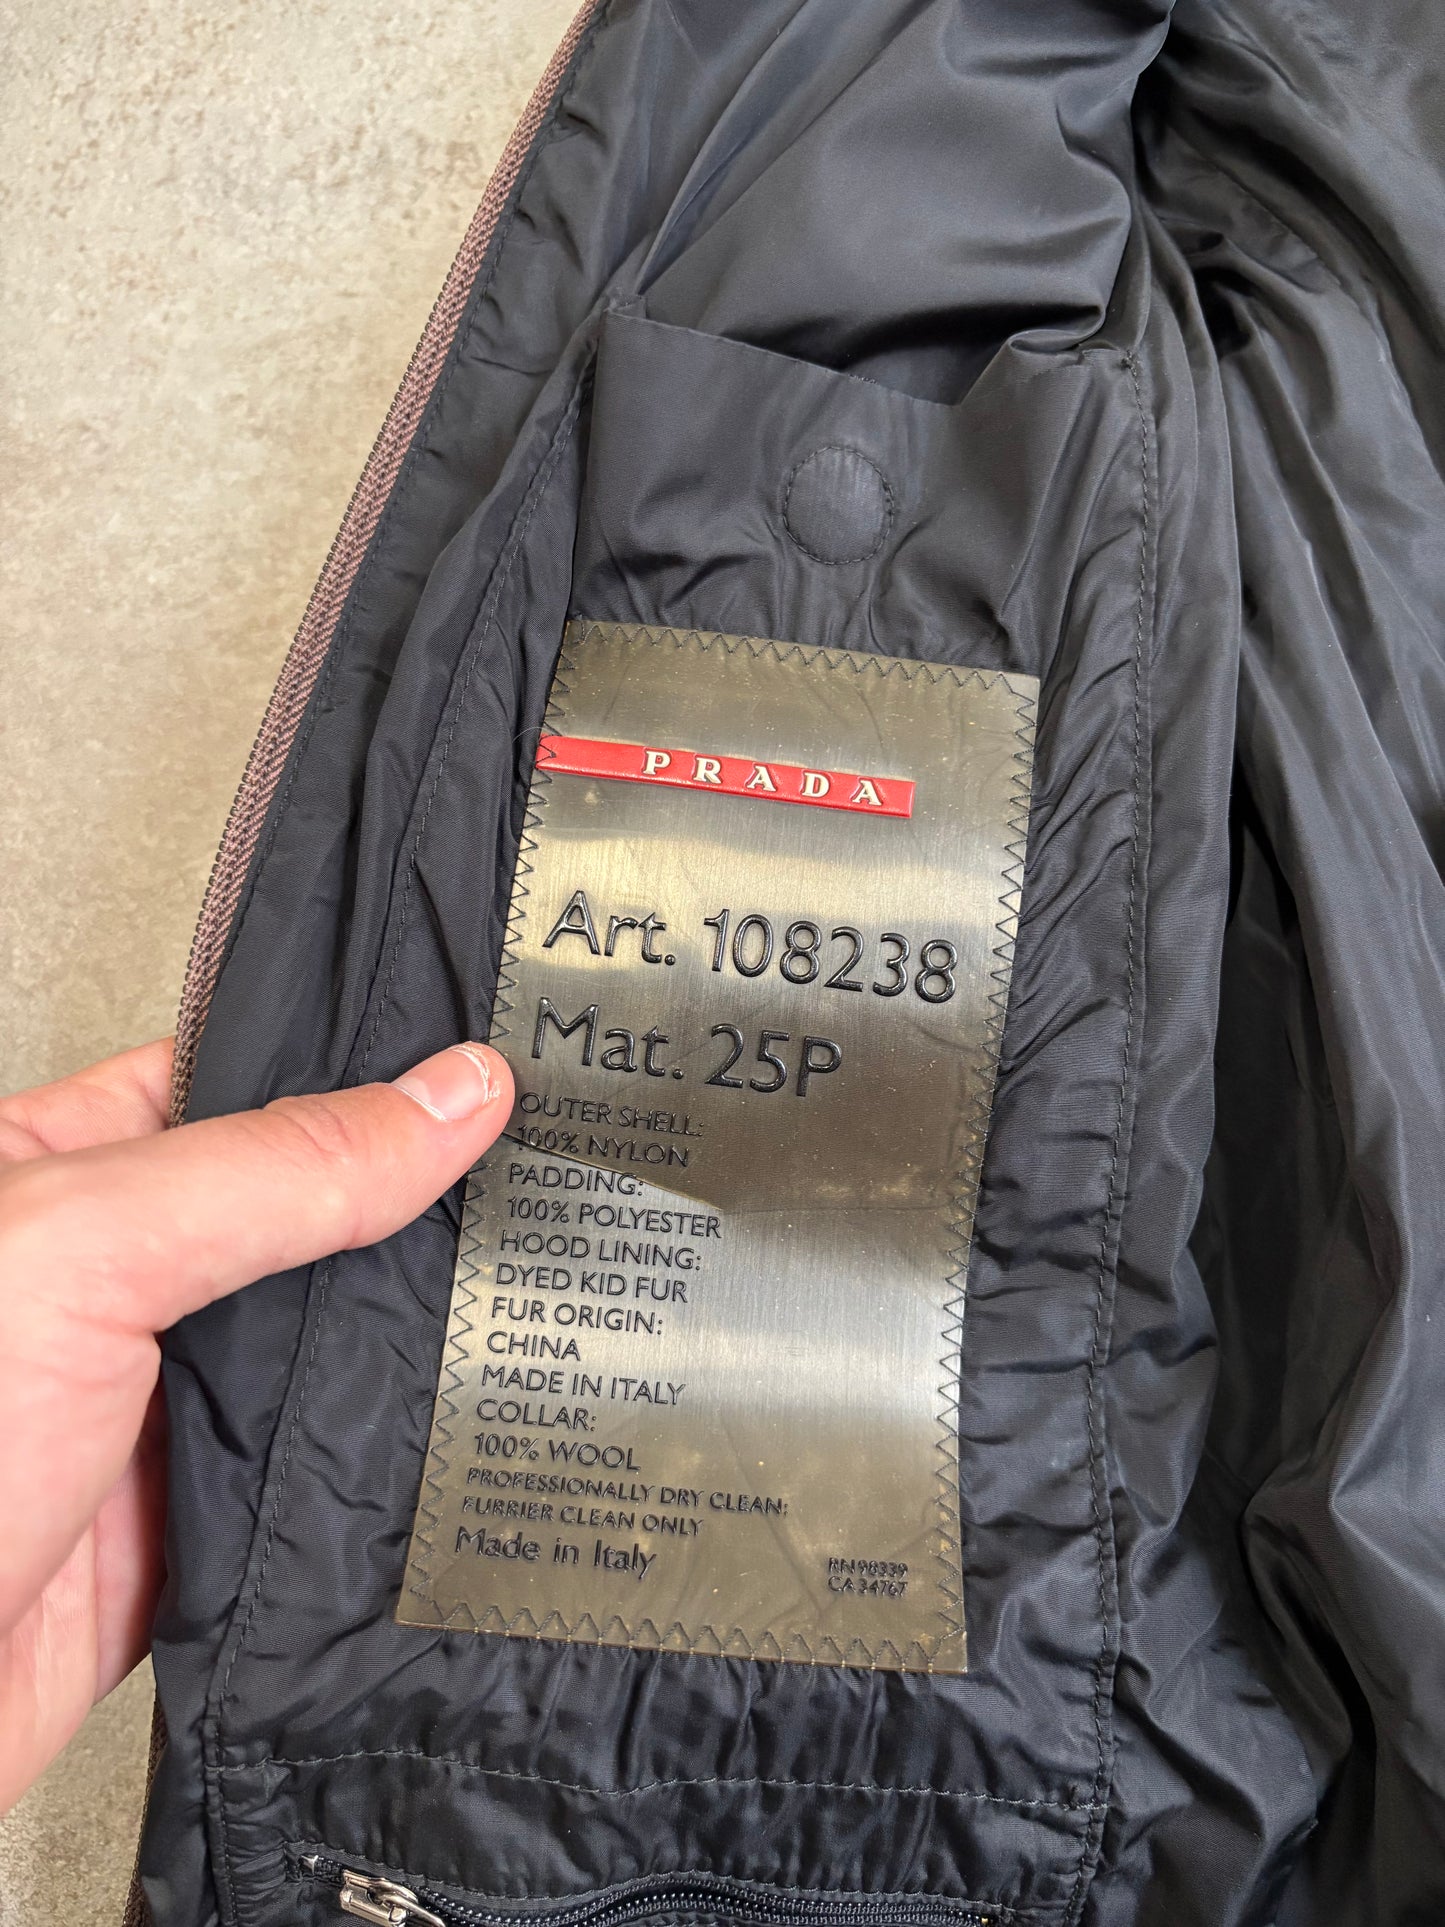 PRADA
Art. 108238
Mat. 25P
OUTER SHELL:
100% NYLON
PADDING:
100% POLYESTER
HOOD LINING:
DYED KID FUR
FUR ORIGIN:
CHINA
MADE IN ITALY
COLLAR:
100% WOOL
PROFESSIONALLY DRY CLEAN:
FURRIER CLEAN ONLY
Made in Italy
RN 98339
CA 34767